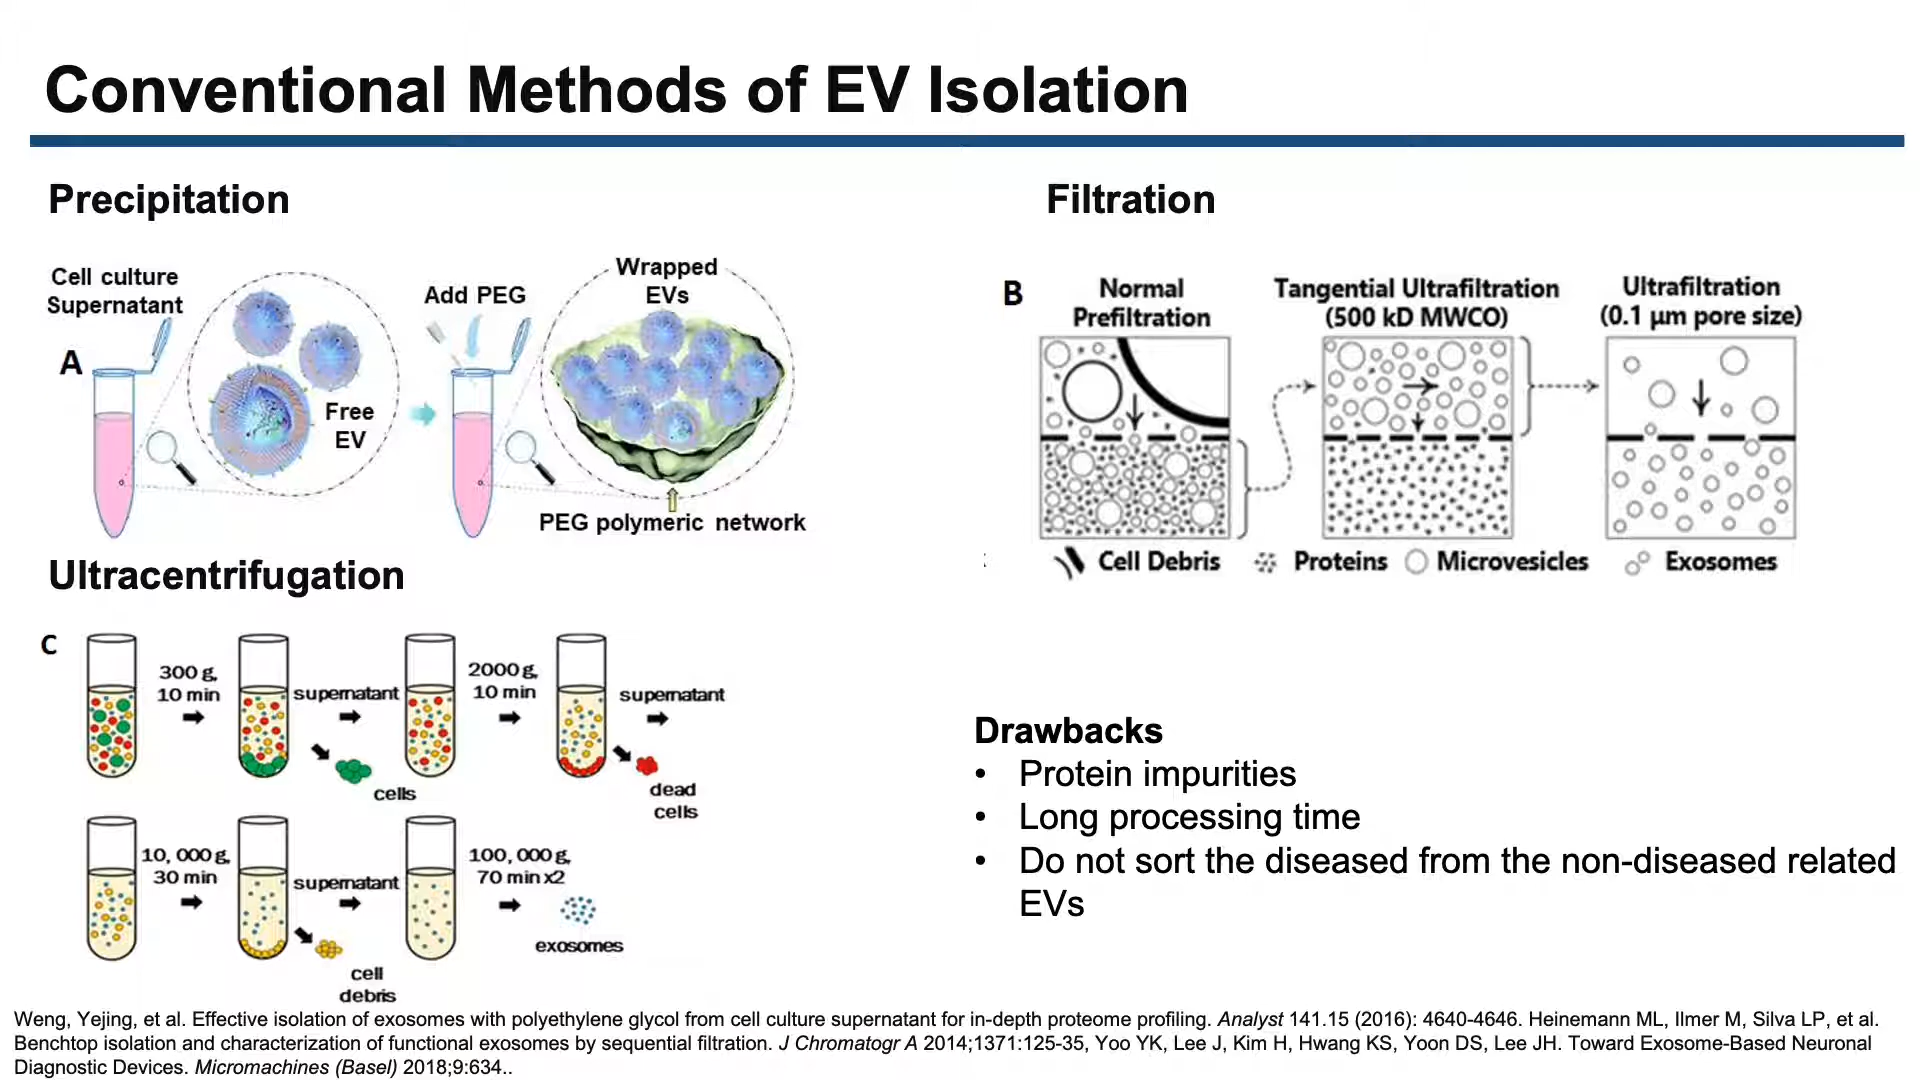 Conventional Methods of EV Isolation
Precipitation
Cell culture
Supernatant
A
Free
EV
Add PEG
Wrapped
EVs
PEG polymeric network
Filtration
B
Normal
Prefiltration
Tangential Ultrafiltration
(500 kD MWCO)
Ultrafiltration
(0.1 µm pore size)
Cell Debris
Proteins
Microvesicles
Exosomes
Ultracentrifugation
C
300 g,
10 min
supernatant
cells
2000 g,
10 min
supernatant
dead
cells
10, 000 g,
30 min
supernatant
cell
debris
100, 000 g,
70 min x2
exosomes
Drawbacks
• Protein impurities
• Long processing time
• Do not sort the diseased from the non-diseased related
EVs
Weng, Yejing, et al. Effective isolation of exosomes with polyethylene glycol from cell culture supernatant for in-depth proteome profiling. Analyst 141.15 (2016): 4640-4646. Heinemann ML, Ilmer M, Silva LP, et al.
Benchtop isolation and characterization of functional exosomes by sequential filtration. J Chromatogr A 2014;1371:125-35, Yoo YK, Lee J, Kim H, Hwang KS, Yoon DS, Lee JH. Toward Exosome-Based Neuronal
Diagnostic Devices. Micromachines (Basel) 2018;9:634..